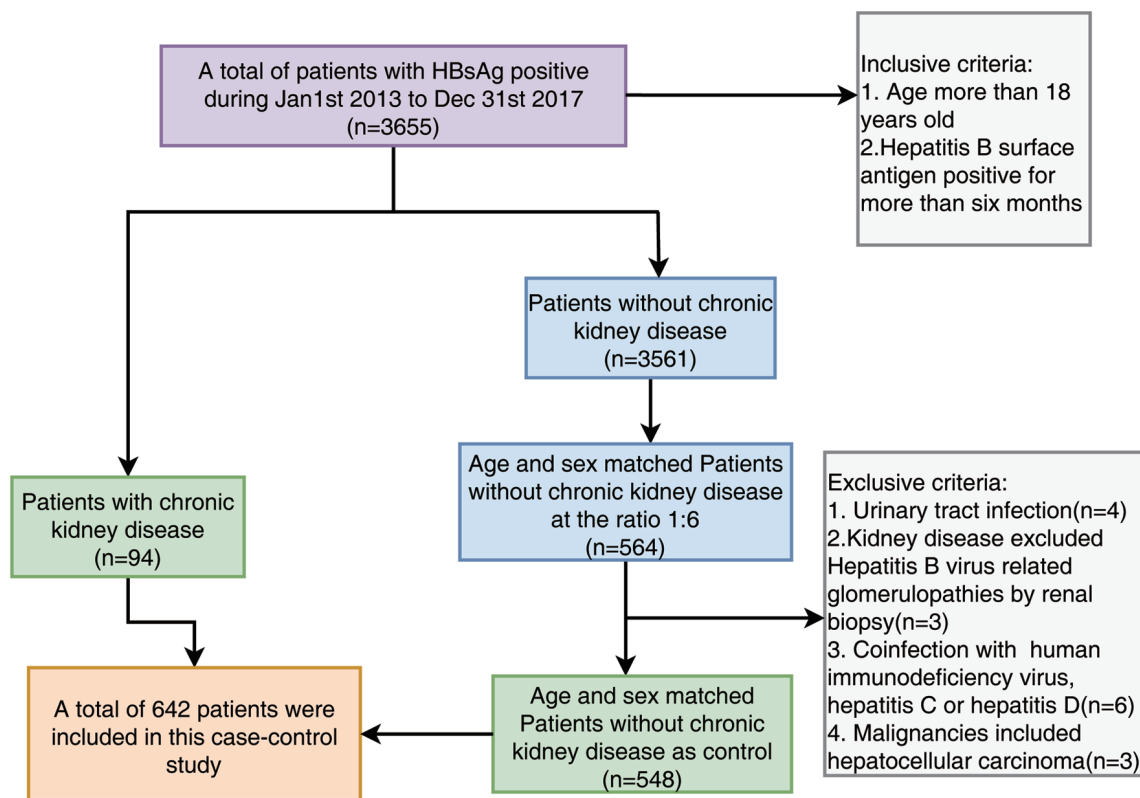 A total of patients with HBsAg positive
during Jan1st 2013 to Dec 31st 2017
(n=3655)
Inclusive criteria:
1. Age more than 18
years old
2.Hepatitis B surface
antigen positive for
more than six months
Patients without chronic
kidney disease
(n=3561)
Age and sex matched Patients
without chronic kidney disease
at the ratio 1:6
(n=564)
Patients with chronic
kidney disease
(n=94)
Exclusive criteria:
1. Urinary tract infection(n=4)
2.Kidney disease excluded
Hepatitis B virus related
glomerulopathies by renal
biopsy(n=3)
3. Coinfection with human
immunodeficiency virus,
hepatitis C or hepatitis D(n=6)
4. Malignancies included
hepatocellular carcinoma(n=3)
A total of 642 patients were
included in this case-control
study
Age and sex matched
Patients without chronic
kidney disease as control
(n=548)